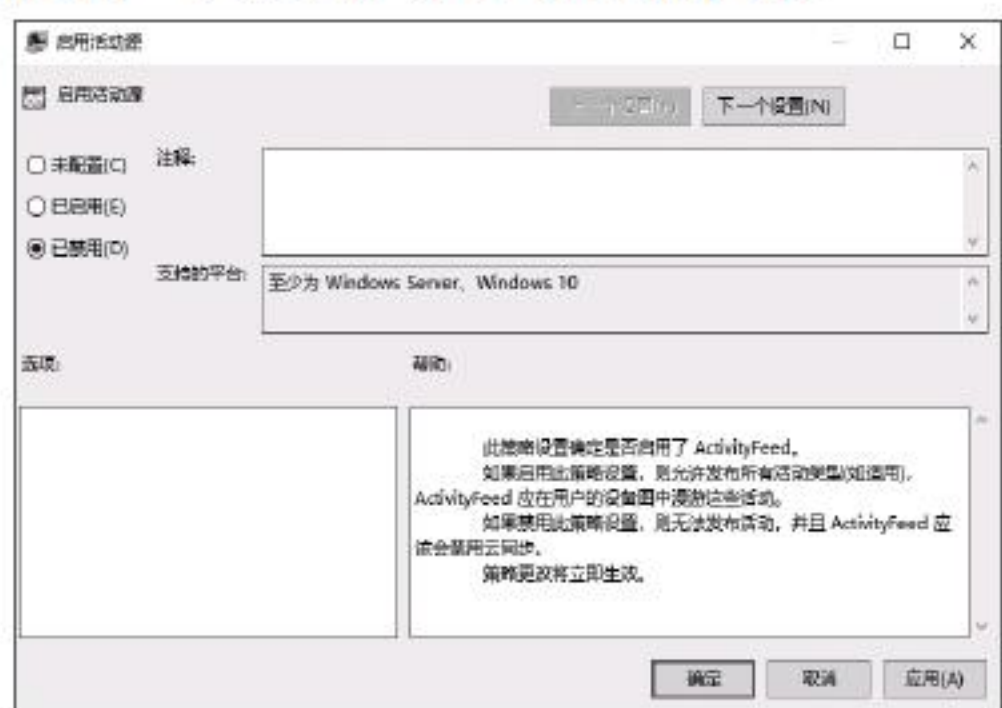 启用活动源
启用活动源
下一个设置(N)
未配置(C)
注释:
已启用(E)
已禁用(D)
支持的平台:
至少为 Windows Server、Windows 10
选项:
帮助:
此策略设置确定是否启用了 ActivityFeed。
如果启用此策略设置，则允许发布所有活动类型(如适用)，
ActivityFeed 应在用户的设备图中漫游这些活动。
如果禁用此策略设置，则无法发布活动，并且 ActivityFeed 应
该会禁用云同步。
策略更改将立即生效。
确定
取消
应用(A)